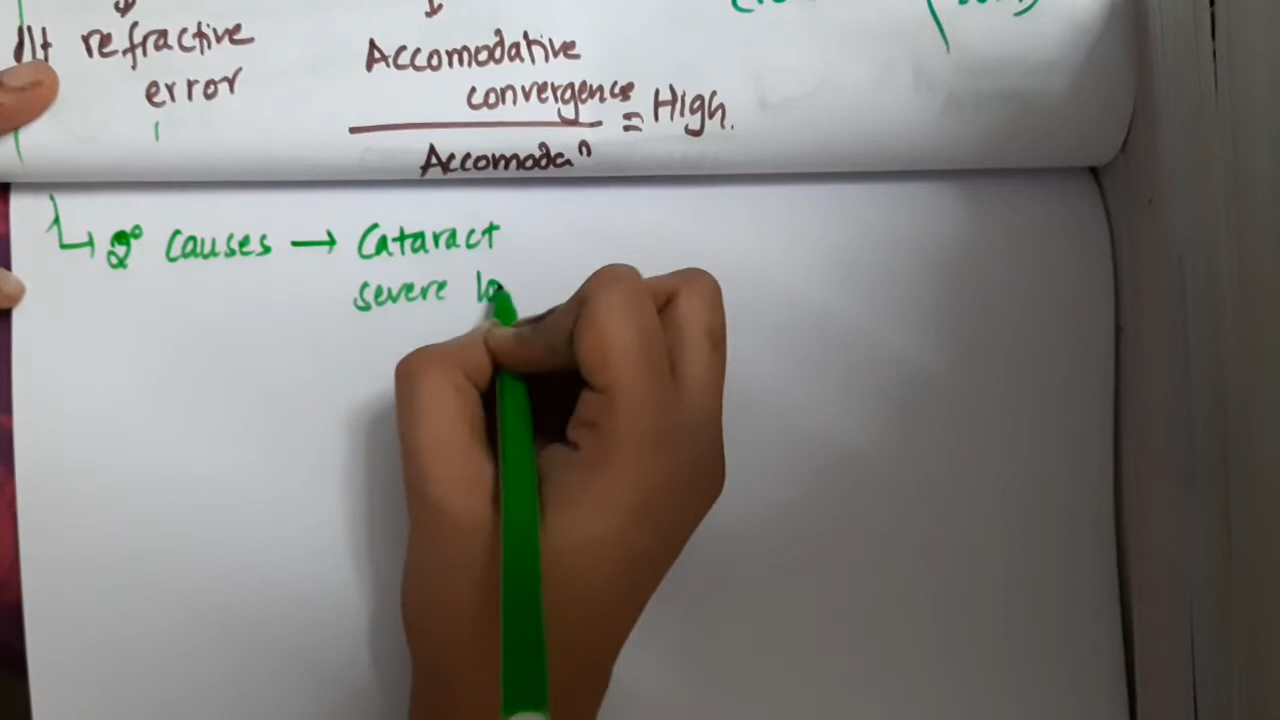 refractive
error
Accomodative
convergence
= High.
Accomodaⁿ
2° causes → Cataract
severe